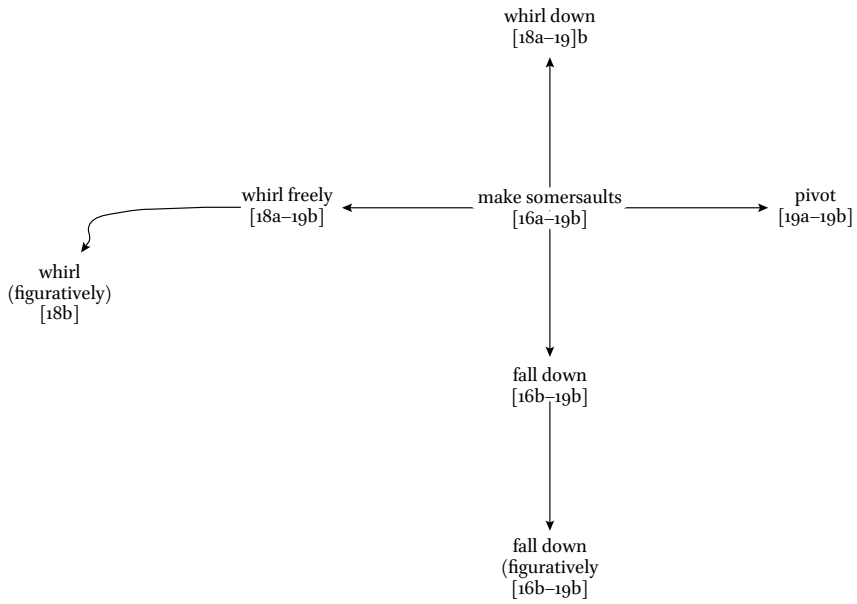 whirl down
[18a–19]b
whirl freely
[18a–19b]
make somersaults
[16a–19b]
pivot
[19a–19b]
whirl
(figuratively)
[18b]
fall down
[16b–19b]
fall down
(figuratively
[16b–19b]